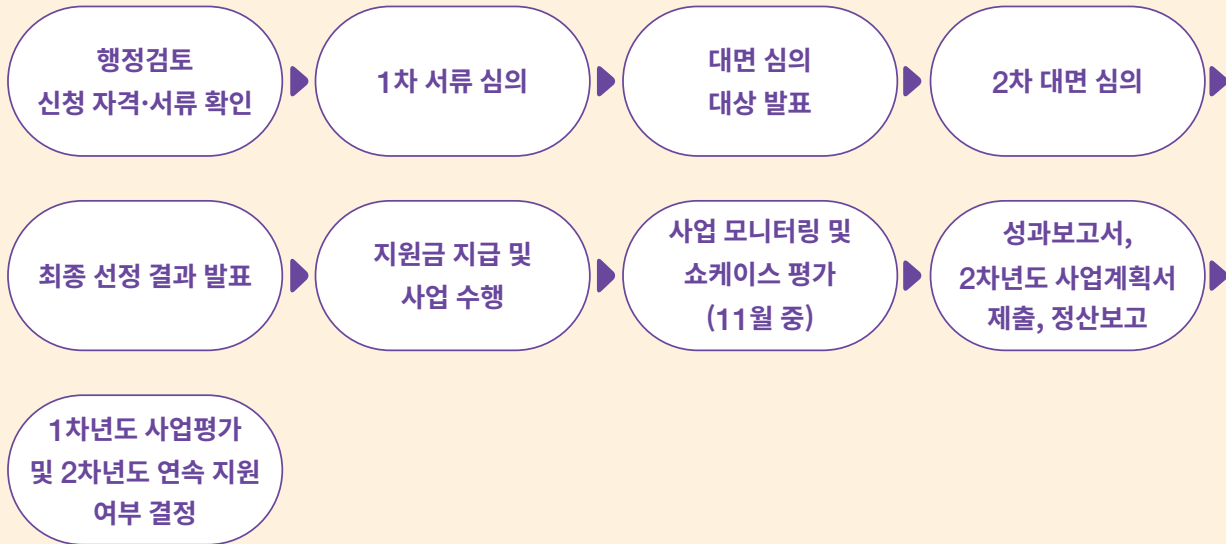 행정검토
신청 자격·서류 확인
1차 서류 심의
대면 심의
대상 발표
2차 대면 심의
최종 선정 결과 발표
지원금 지급 및
사업 수행
사업 모니터링 및
쇼케이스 평가
(11월 중)
성과보고서,
2차년도 사업계획서
제출, 정산보고
1차년도 사업평가
및 2차년도 연속 지원
여부 결정